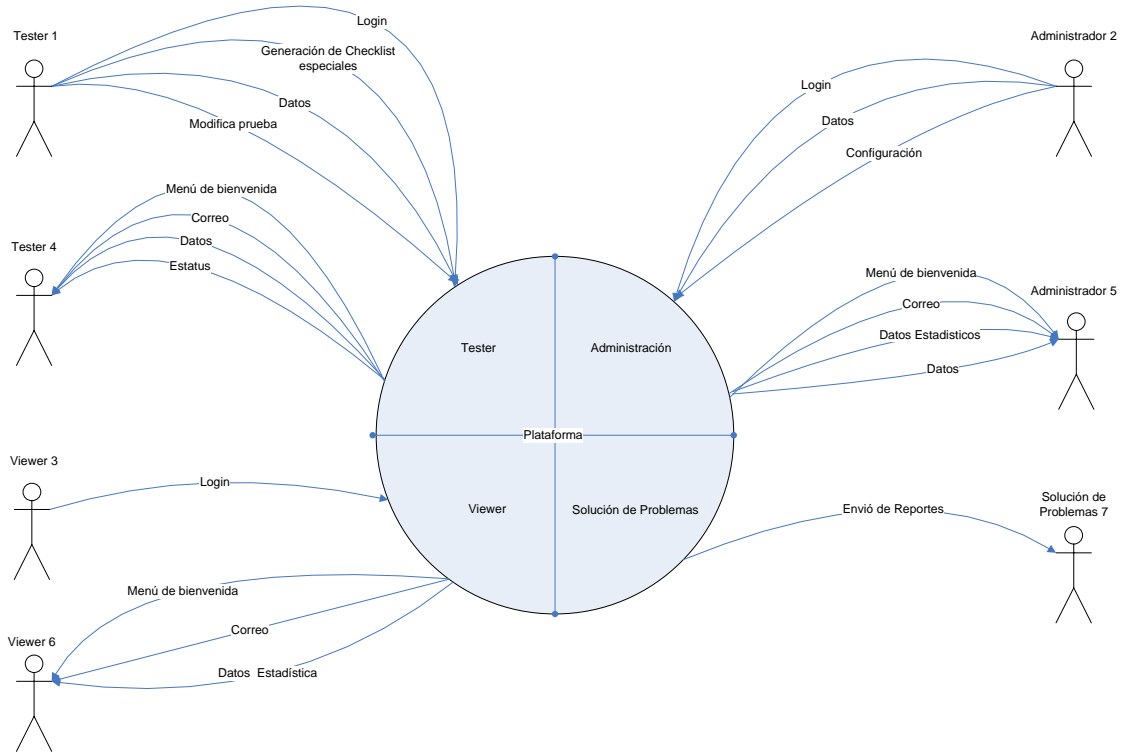 Login
Tester 1
Administrador 2
Generación de Checklist
especiales
Login
Datos
Datos
Modifica prueba
Configuración
Menú de bienvenida
Correo
Tester 4
Datos
Estatus
Menú de bienvenida
Administrador 5
Correo
Datos Estadisticos
Datos
Tester
Administración
Plataforma
Viewer 3
Login
Viewer
Solución de Problemas
Envió de Reportes
Solución de
Problemas 7
Menú de bienvenida
Correo
Viewer 6
Datos Estadística